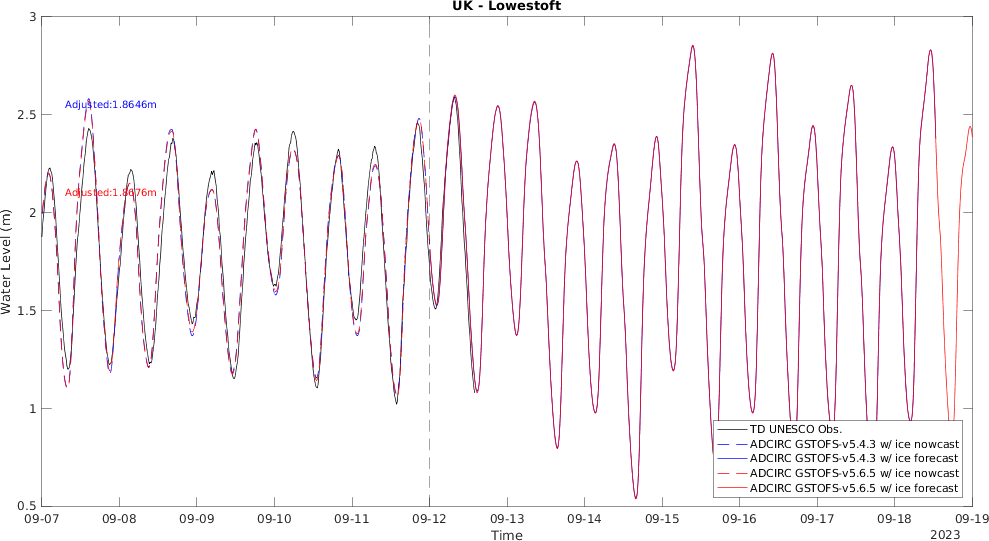 UK - Lowestoft
3
2.5
2
1.5
1
0.5
Water Level (m)
Adjusted:1.8646m
Adjusted:1.8676m
TD UNESCO Obs.
ADCIRC GSTOFS-v5.4.3 w/ ice nowcast
ADCIRC GSTOFS-v5.4.3 w/ ice forecast
ADCIRC GSTOFS-v5.6.5 w/ ice nowcast
ADCIRC GSTOFS-v5.6.5 w/ ice forecast
09-07 09-08 09-09 09-10 09-11 09-12 09-13 09-14 09-15 09-16 09-17 09-18 09-19
Time
2023